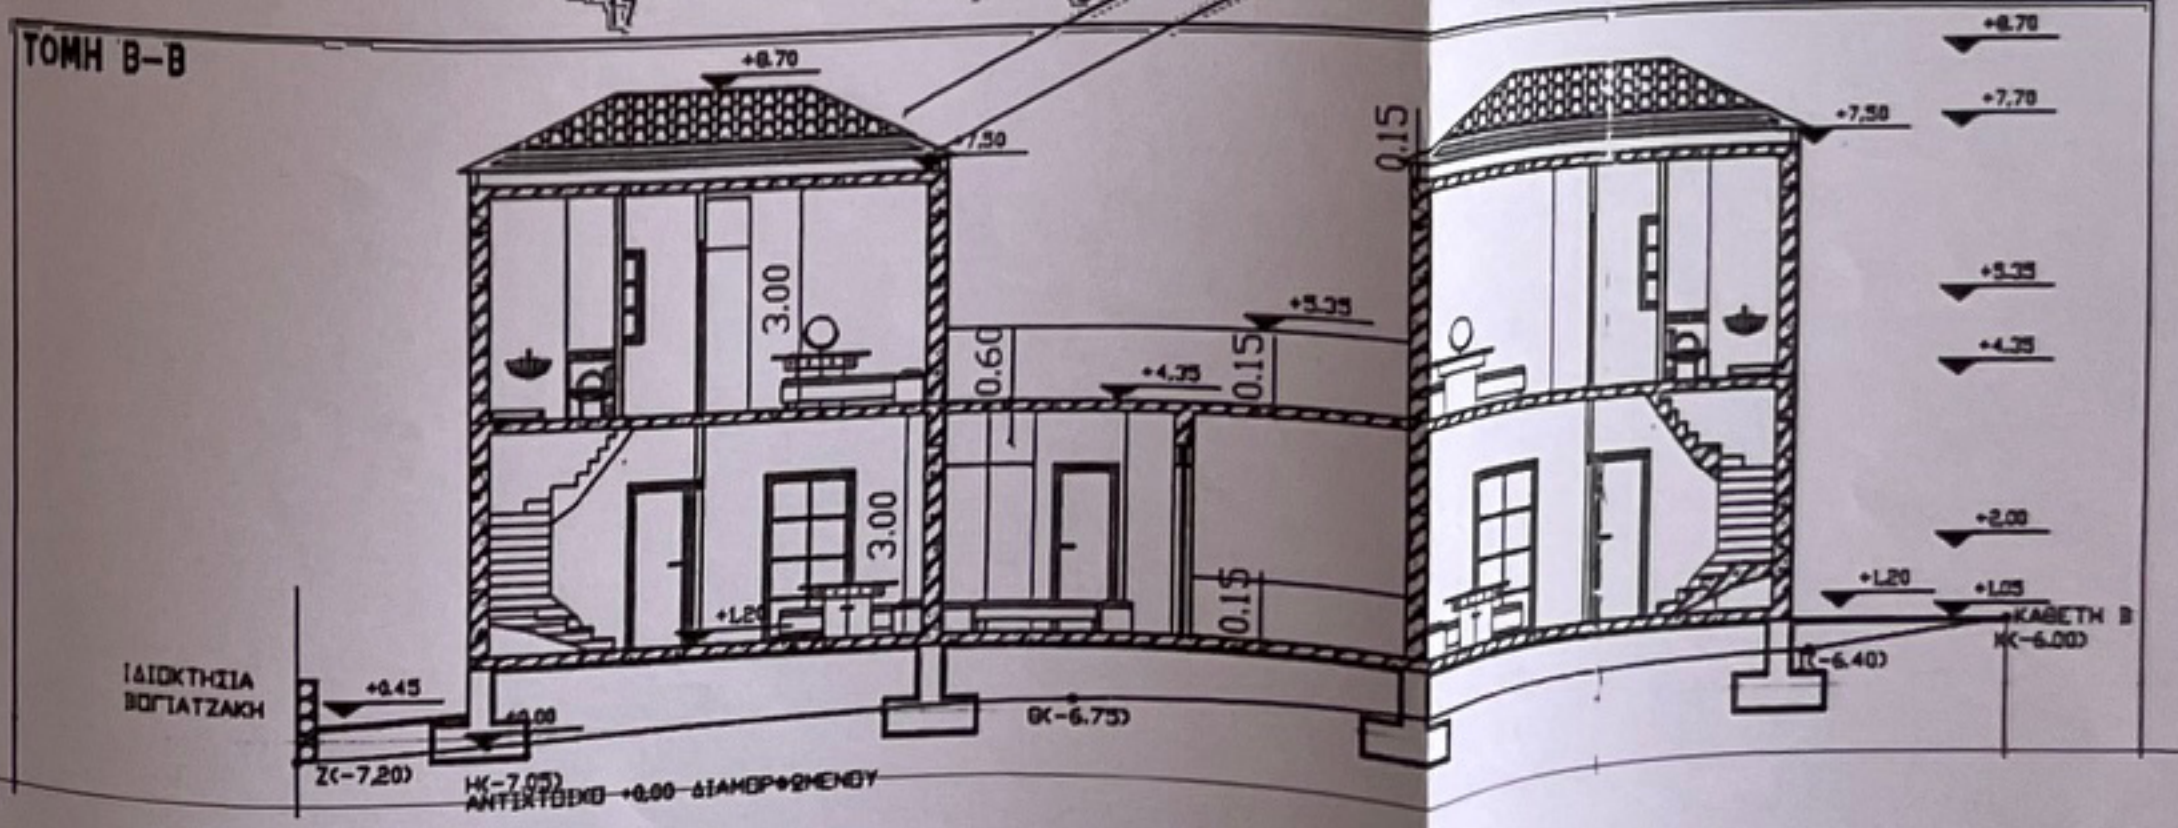 ΤΟΜΗ Β-Β
+8.70
+8.70
+7,70
+7,50
+7,50
0.15
3.00
+5.35
+5.35
0.60
0.15
+4.35
+4.35
3.00
+2,00
0.15
+1.20
+1.20
+1.05
ΚΑΘΕΤΗ Β
Κ(-6.00)
Ι(-6.40)
ΙΔΙΟΚΤΗΣΙΑ
ΒΟΓΙΑΤΖΑΚΗ
+0.45
+0.00
Θ(-6.75)
Ζ(-7,20)
Η(-7,05)
ΑΝΤΙΣΤΟΙΧΟ +0,00 ΔΙΑΜΟΡΦΩΜΕΝΟΥ